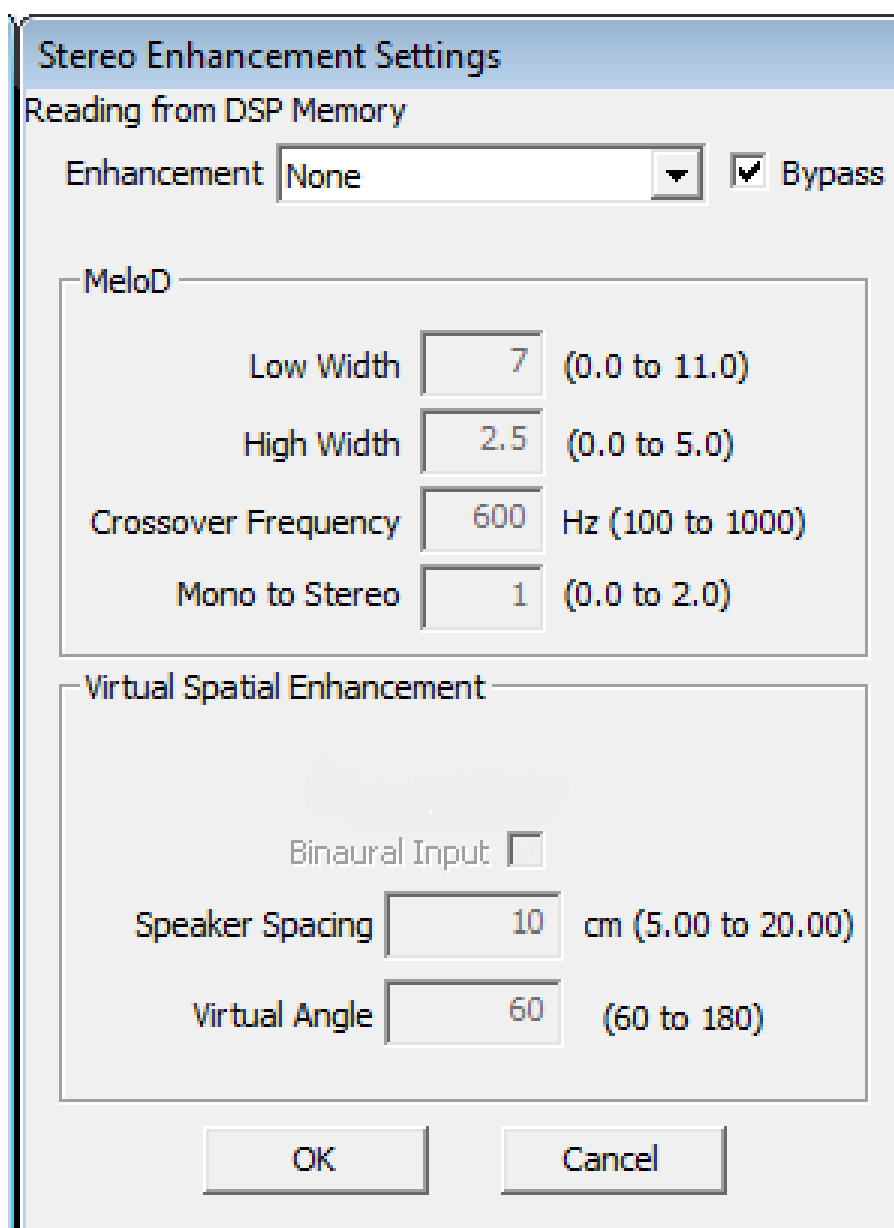 Stereo Enhancement Settings
Reading from DSP Memory
Enhancement None Bypass
MeloD
Low Width 7 (0.0 to 11.0)
High Width 2.5 (0.0 to 5.0)
Crossover Frequency 600 Hz (100 to 1000)
Mono to Stereo 1 (0.0 to 2.0)
Virtual Spatial Enhancement
Binaural Input
Speaker Spacing 10 cm (5.00 to 20.00)
Virtual Angle 60 (60 to 180)
OK Cancel